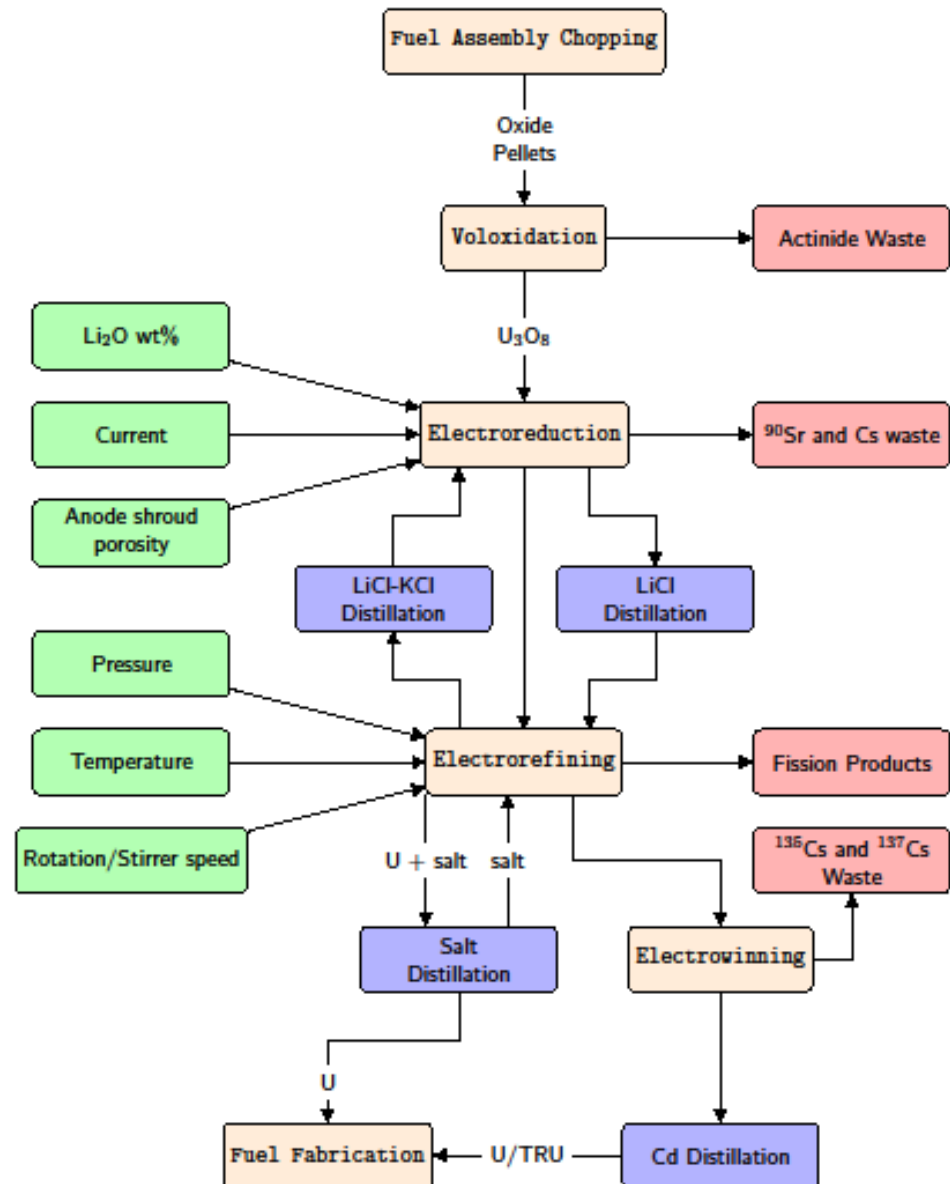 Fuel Assembly Chopping
Oxide
Pellets
Voloxidation
Actinide Waste
U₃O₈
Li₂O wt%
Current
Anode shroud
porosity
Electroreduction
⁹⁰Sr and Cs waste
LiCl-KCl
Distillation
LiCl
Distillation
Pressure
Temperature
Rotation/Stirrer speed
Electrorefining
Fission Products
U + salt
salt
¹³⁵Cs and ¹³⁷Cs
Waste
Salt
Distillation
Electrowinning
U
Fuel Fabrication
U/TRU
Cd Distillation